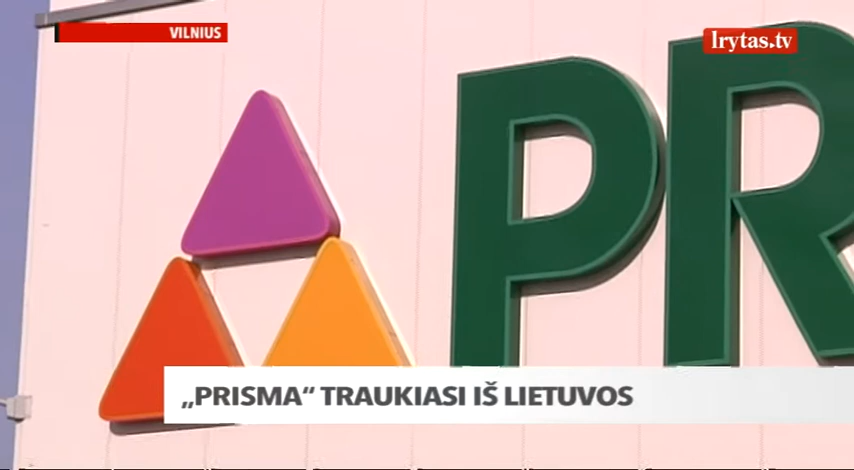 VILNIUS
lrytas.tv
PR
„PRISMA“ TRAUKIASI IŠ LIETUVOS